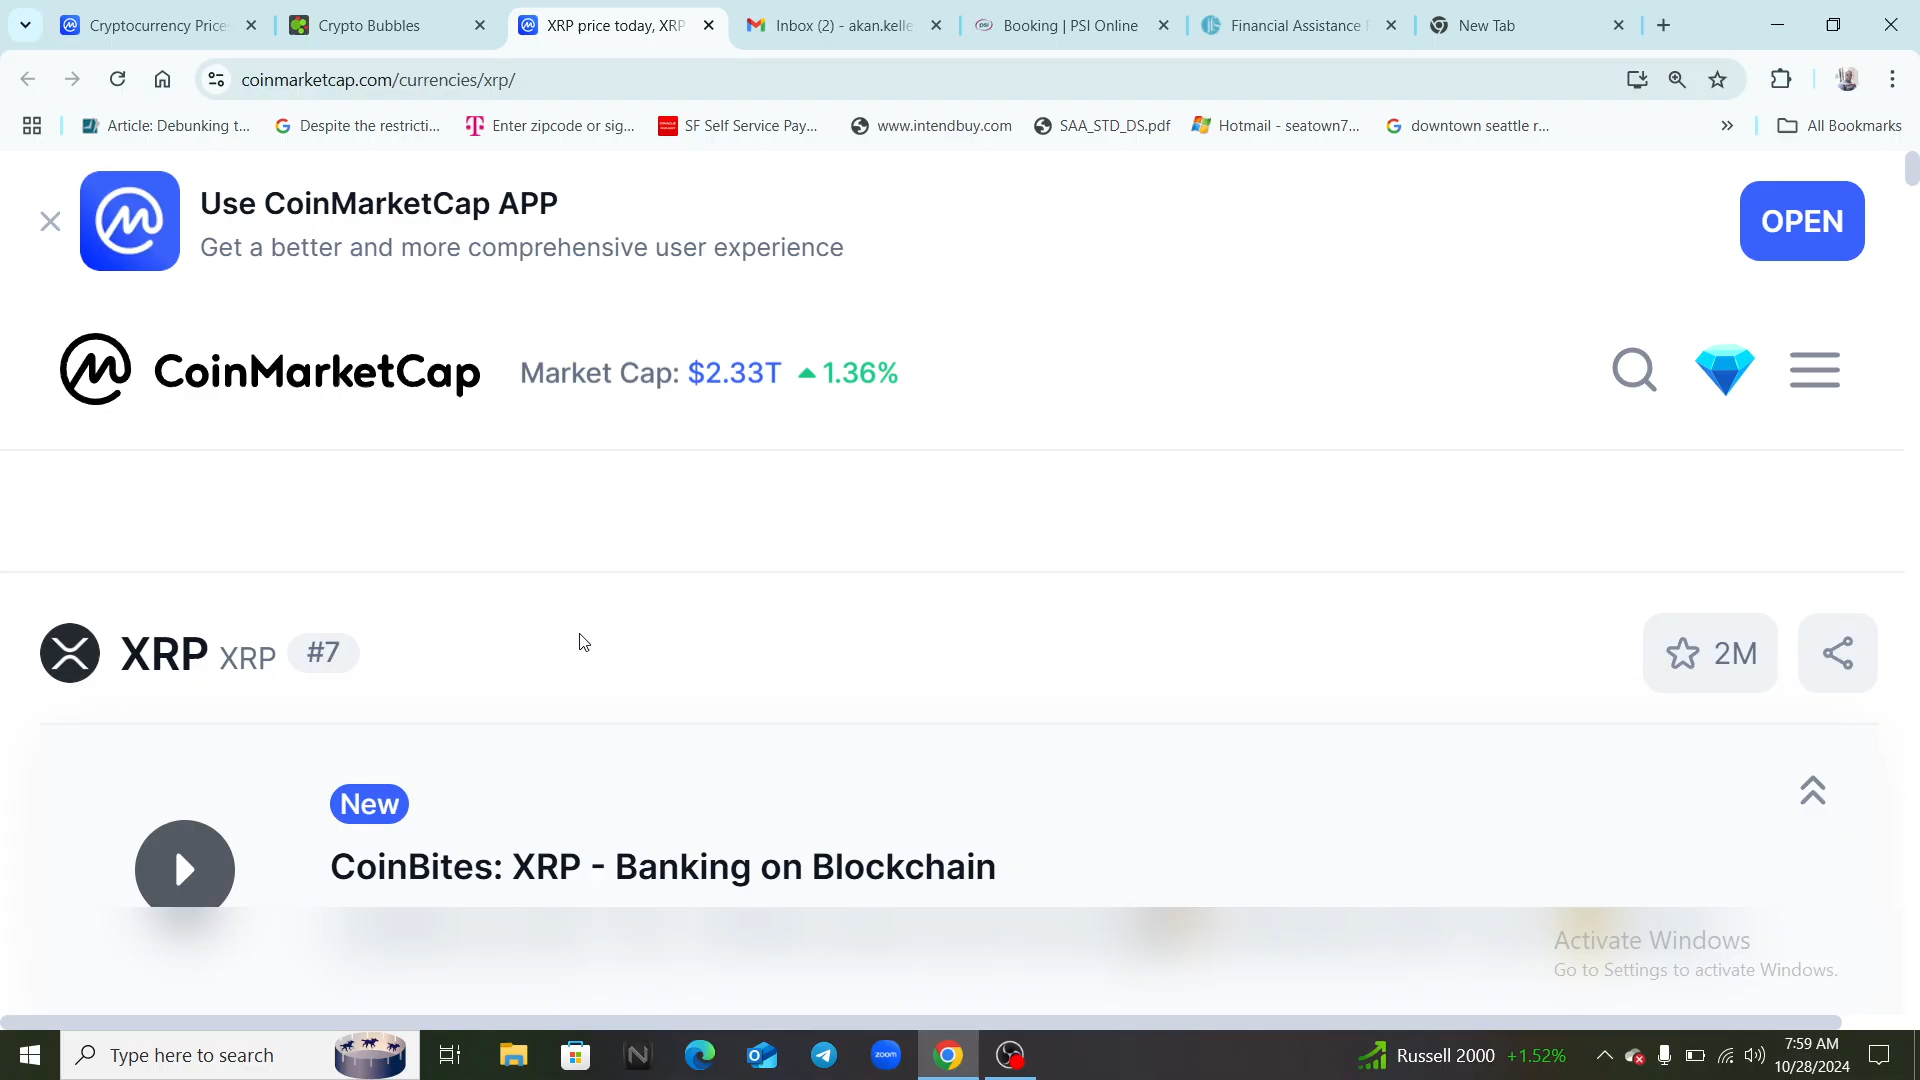 Cryptocurrency Price
Crypto Bubbles
XRP price today, XRP
Inbox (2) - akan.kelle
Booking | PSI Online
Financial Assistance
New Tab
coinmarketcap.com/currencies/xrp/
Article: Debunking t...
Despite the restricti...
Enter zipcode or sig...
SF Self Service Pay...
www.intendbuy.com
SAA_STD_DS.pdf
Hotmail - seatown7...
downtown seattle r...
All Bookmarks
Use CoinMarketCap APP
Get a better and more comprehensive user experience
OPEN
CoinMarketCap
Market Cap: $2.33T 1.36%
XRP XRP #7
2M
New
CoinBites: XRP - Banking on Blockchain
Activate Windows
Go to Settings to activate Windows.
Type here to search
zoom
Russell 2000 +1.52%
7:59 AM
10/28/2024